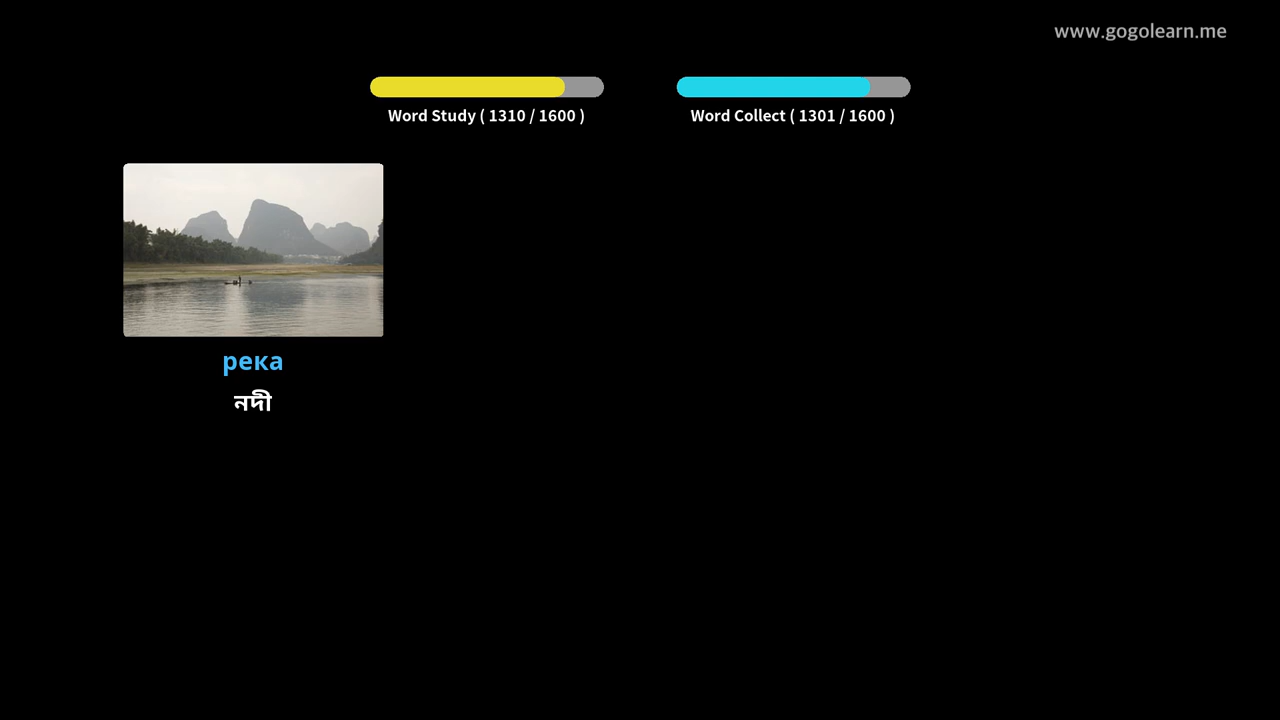 www.gogolearn.me
Word Study ( 1310 / 1600 )
Word Collect ( 1301 / 1600 )
река
নদী